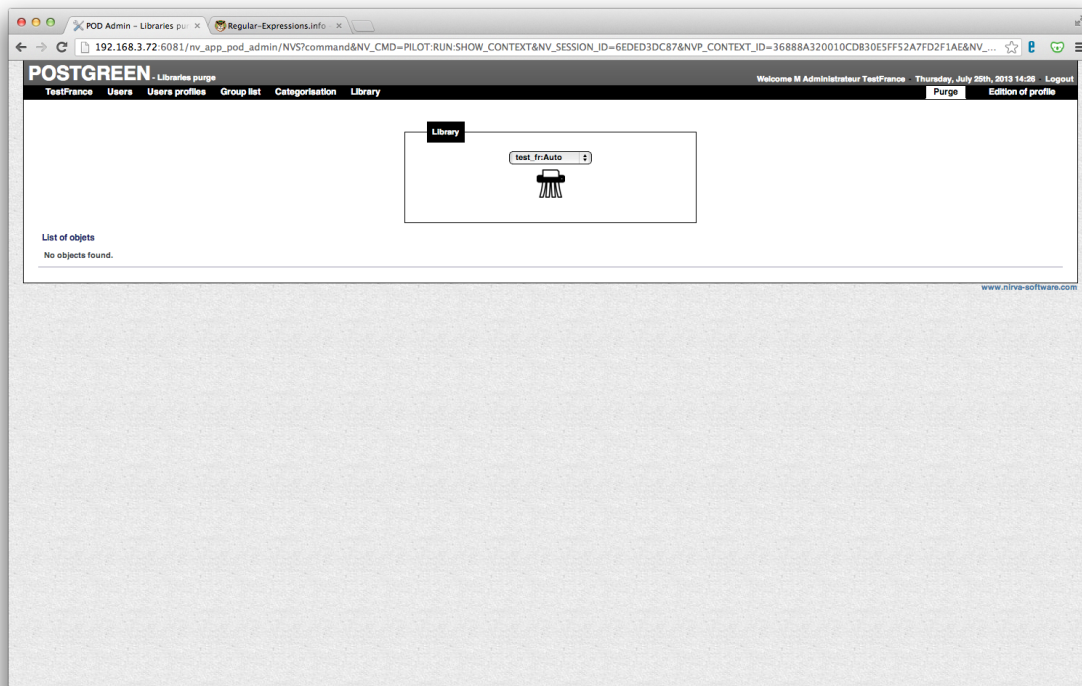 POD Admin – Libraries pur
Regular-Expressions.info -
192.168.3.72:6081/nv_app_pod_admin/NVS?command&NV_CMD=PILOT:RUN:SHOW_CONTEXT&NV_SESSION_ID=6EDED3DC87&NVP_CONTEXT_ID=36888A320010CDB30E5FF52A7FD2F1AE&NV_...
POSTGREEN - Libraries purge
Welcome M Administrateur TestFrance - Thursday, July 25th, 2013 14:26 - Logout
TestFrance Users Users profiles Group list Categorisation Library Purge Edition of profile
Library
test_fr:Auto
List of objets
No objects found.
www.nirva-software.com